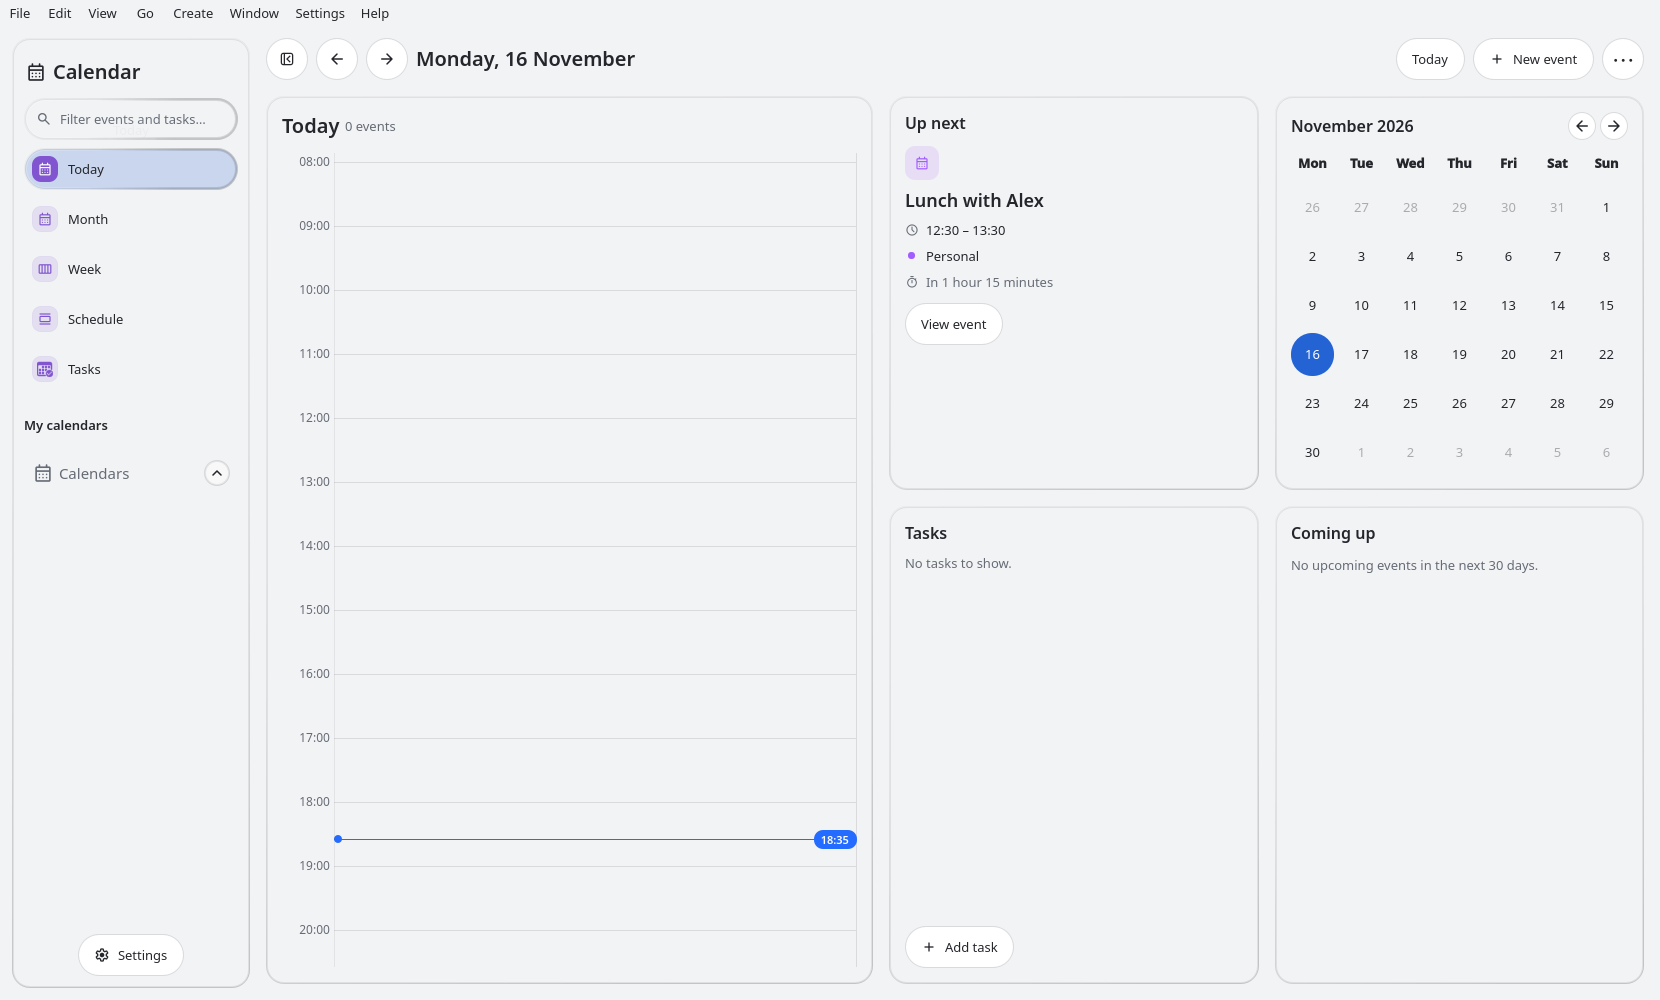 File Edit View Go Create Window Settings Help
Calendar
Filter events and tasks...
Today
Month
Week
Schedule
Tasks
My calendars
Calendars
Settings
Monday, 16 November
Today
New event
Today 0 events
08:00
09:00
10:00
11:00
12:00
13:00
14:00
15:00
16:00
17:00
18:00
18:35
19:00
20:00
Up next
Lunch with Alex
12:30 – 13:30
Personal
In 1 hour 15 minutes
View event
November 2026
Mon Tue Wed Thu Fri Sat Sun
26 27 28 29 30 31 1
2 3 4 5 6 7 8
9 10 11 12 13 14 15
16 17 18 19 20 21 22
23 24 25 26 27 28 29
30 1 2 3 4 5 6
Tasks
No tasks to show.
Add task
Coming up
No upcoming events in the next 30 days.